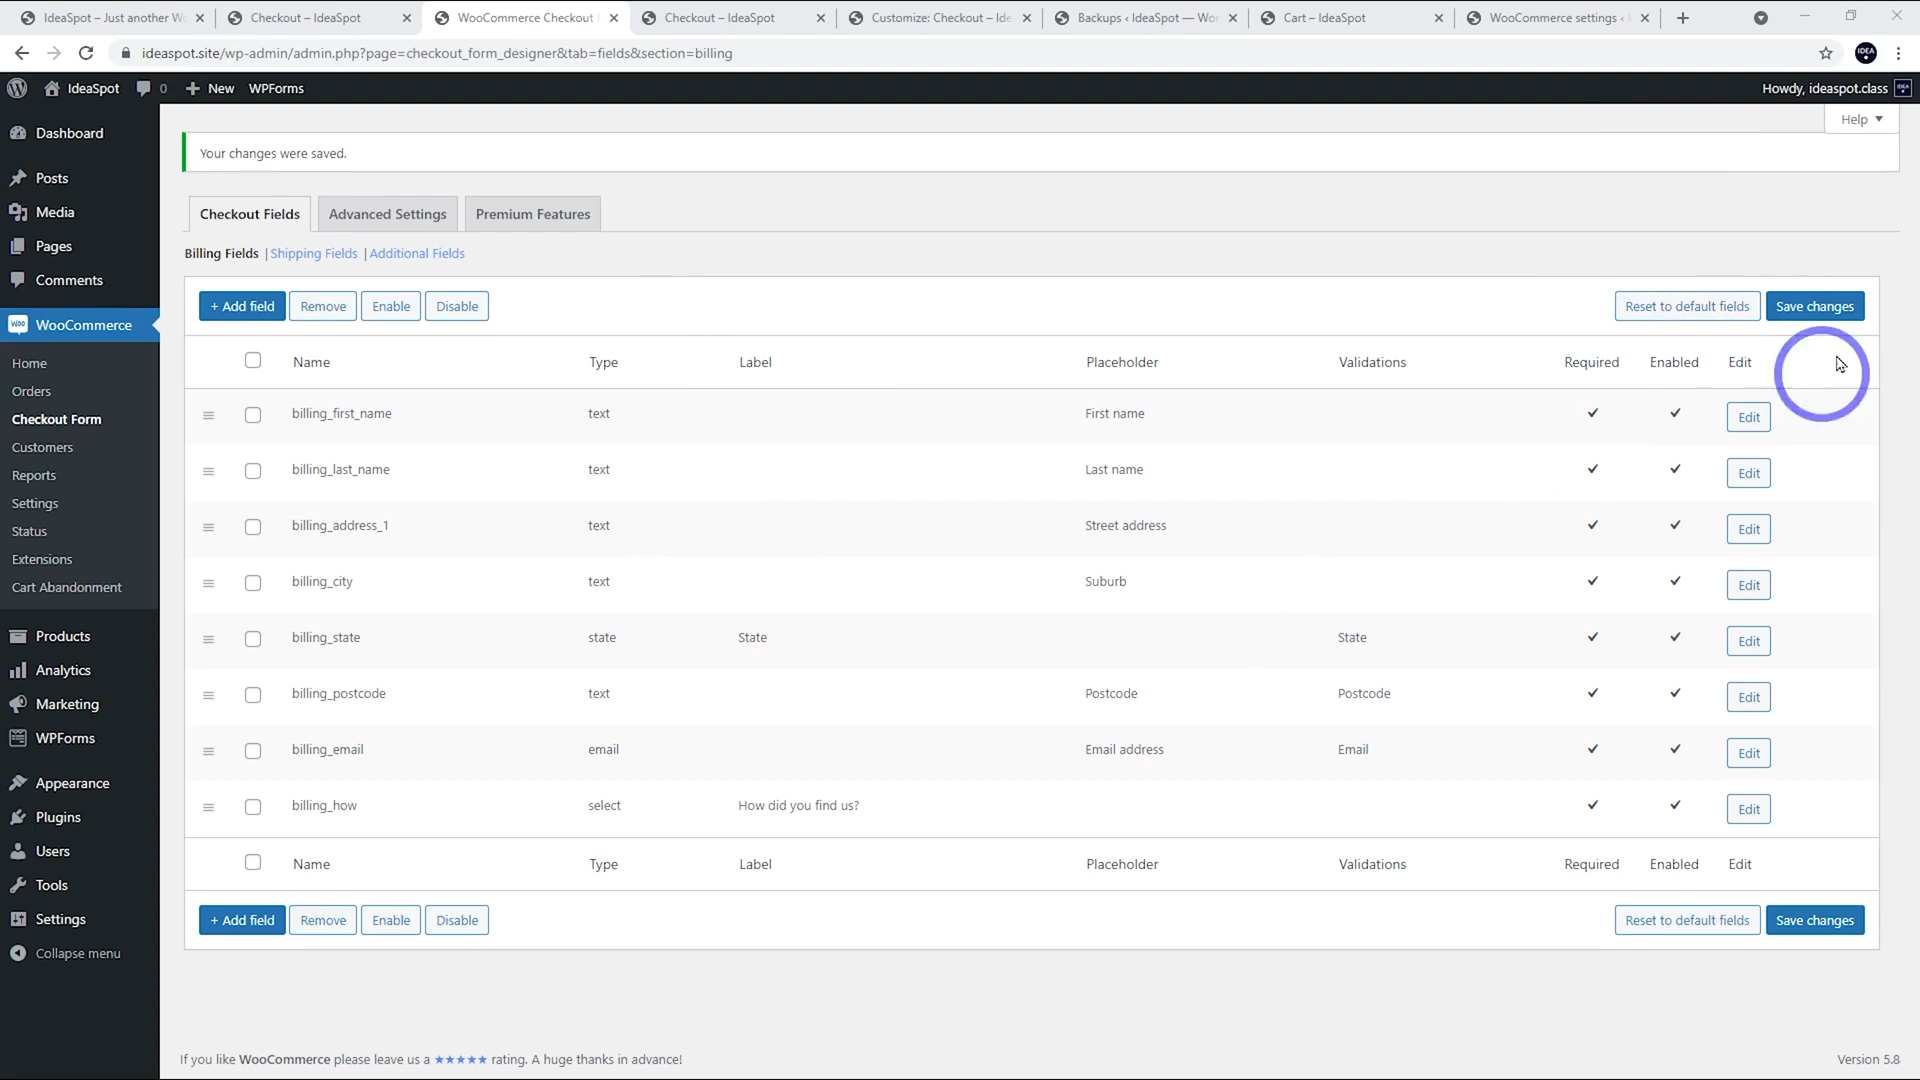 IdeaSpot – Just another W
Checkout – IdeaSpot
WooCommerce Checkout
Checkout – IdeaSpot
Customize: Checkout – Ide
Backups ‹ IdeaSpot — Wor
Cart – IdeaSpot
WooCommerce settings ‹
ideaspot.site/wp-admin/admin.php?page=checkout_form_designer&tab=fields&section=billing
IDEA
IdeaSpot
0
New
WPForms
Howdy, ideaspot.class
Help
Dashboard
Posts
Media
Pages
Comments
WooCommerce
Home
Orders
Checkout Form
Customers
Reports
Settings
Status
Extensions
Cart Abandonment
Products
Analytics
Marketing
WPForms
Appearance
Plugins
Users
Tools
Settings
Collapse menu
Your changes were saved.
Checkout Fields
Advanced Settings
Premium Features
Billing Fields | Shipping Fields | Additional Fields
+ Add field
Remove
Enable
Disable
Reset to default fields
Save changes
Name Type Label Placeholder Validations Required Enabled Edit
billing_first_name text First name ✓ ✓ Edit
billing_last_name text Last name ✓ ✓ Edit
billing_address_1 text Street address ✓ ✓ Edit
billing_city text Suburb ✓ ✓ Edit
billing_state state State State ✓ ✓ Edit
billing_postcode text Postcode Postcode ✓ ✓ Edit
billing_email email Email address Email ✓ ✓ Edit
billing_how select How did you find us? ✓ ✓ Edit
Name Type Label Placeholder Validations Required Enabled Edit
+ Add field
Remove
Enable
Disable
Reset to default fields
Save changes
If you like WooCommerce please leave us a ★★★★★ rating. A huge thanks in advance!
Version 5.8